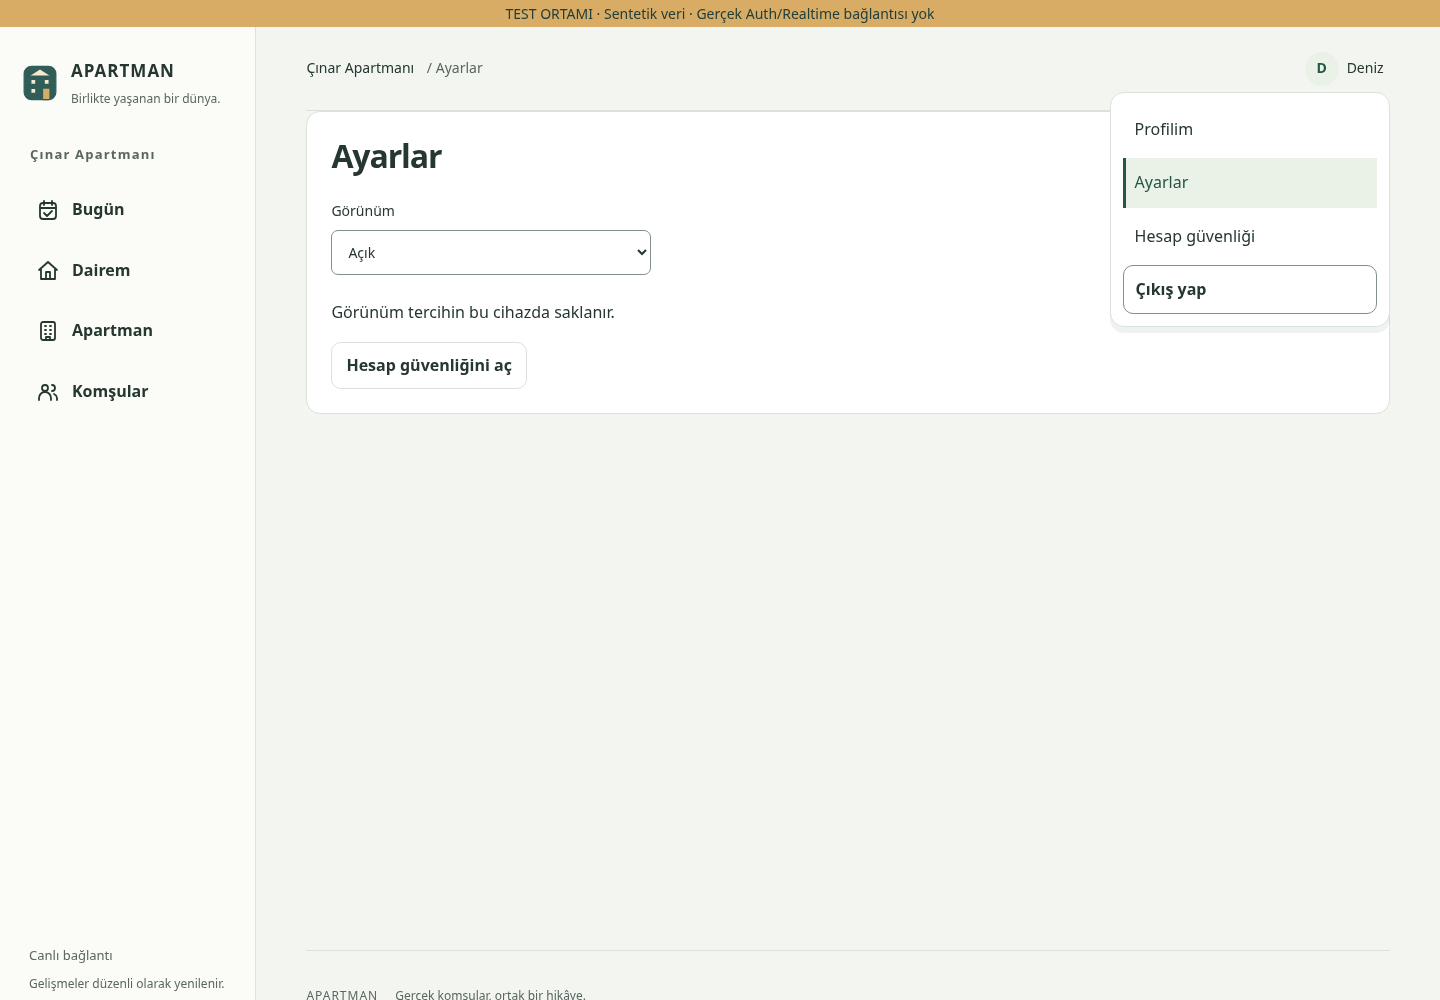 TEST ORTAMI · Sentetik veri · Gerçek Auth/Realtime bağlantısı yok
APARTMAN
Birlikte yaşanan bir dünya.
Çınar Apartmanı
Bugün
Dairem
Apartman
Komşular
Canlı bağlantı
Gelişmeler düzenli olarak yenilenir.
Çınar Apartmanı / Ayarlar
D Deniz
Profilim
Ayarlar
Hesap güvenliği
Çıkış yap
Ayarlar
Görünüm
Açık
Görünüm tercihin bu cihazda saklanır.
Hesap güvenliğini aç
APARTMAN Gerçek komşular, ortak bir hikâye.